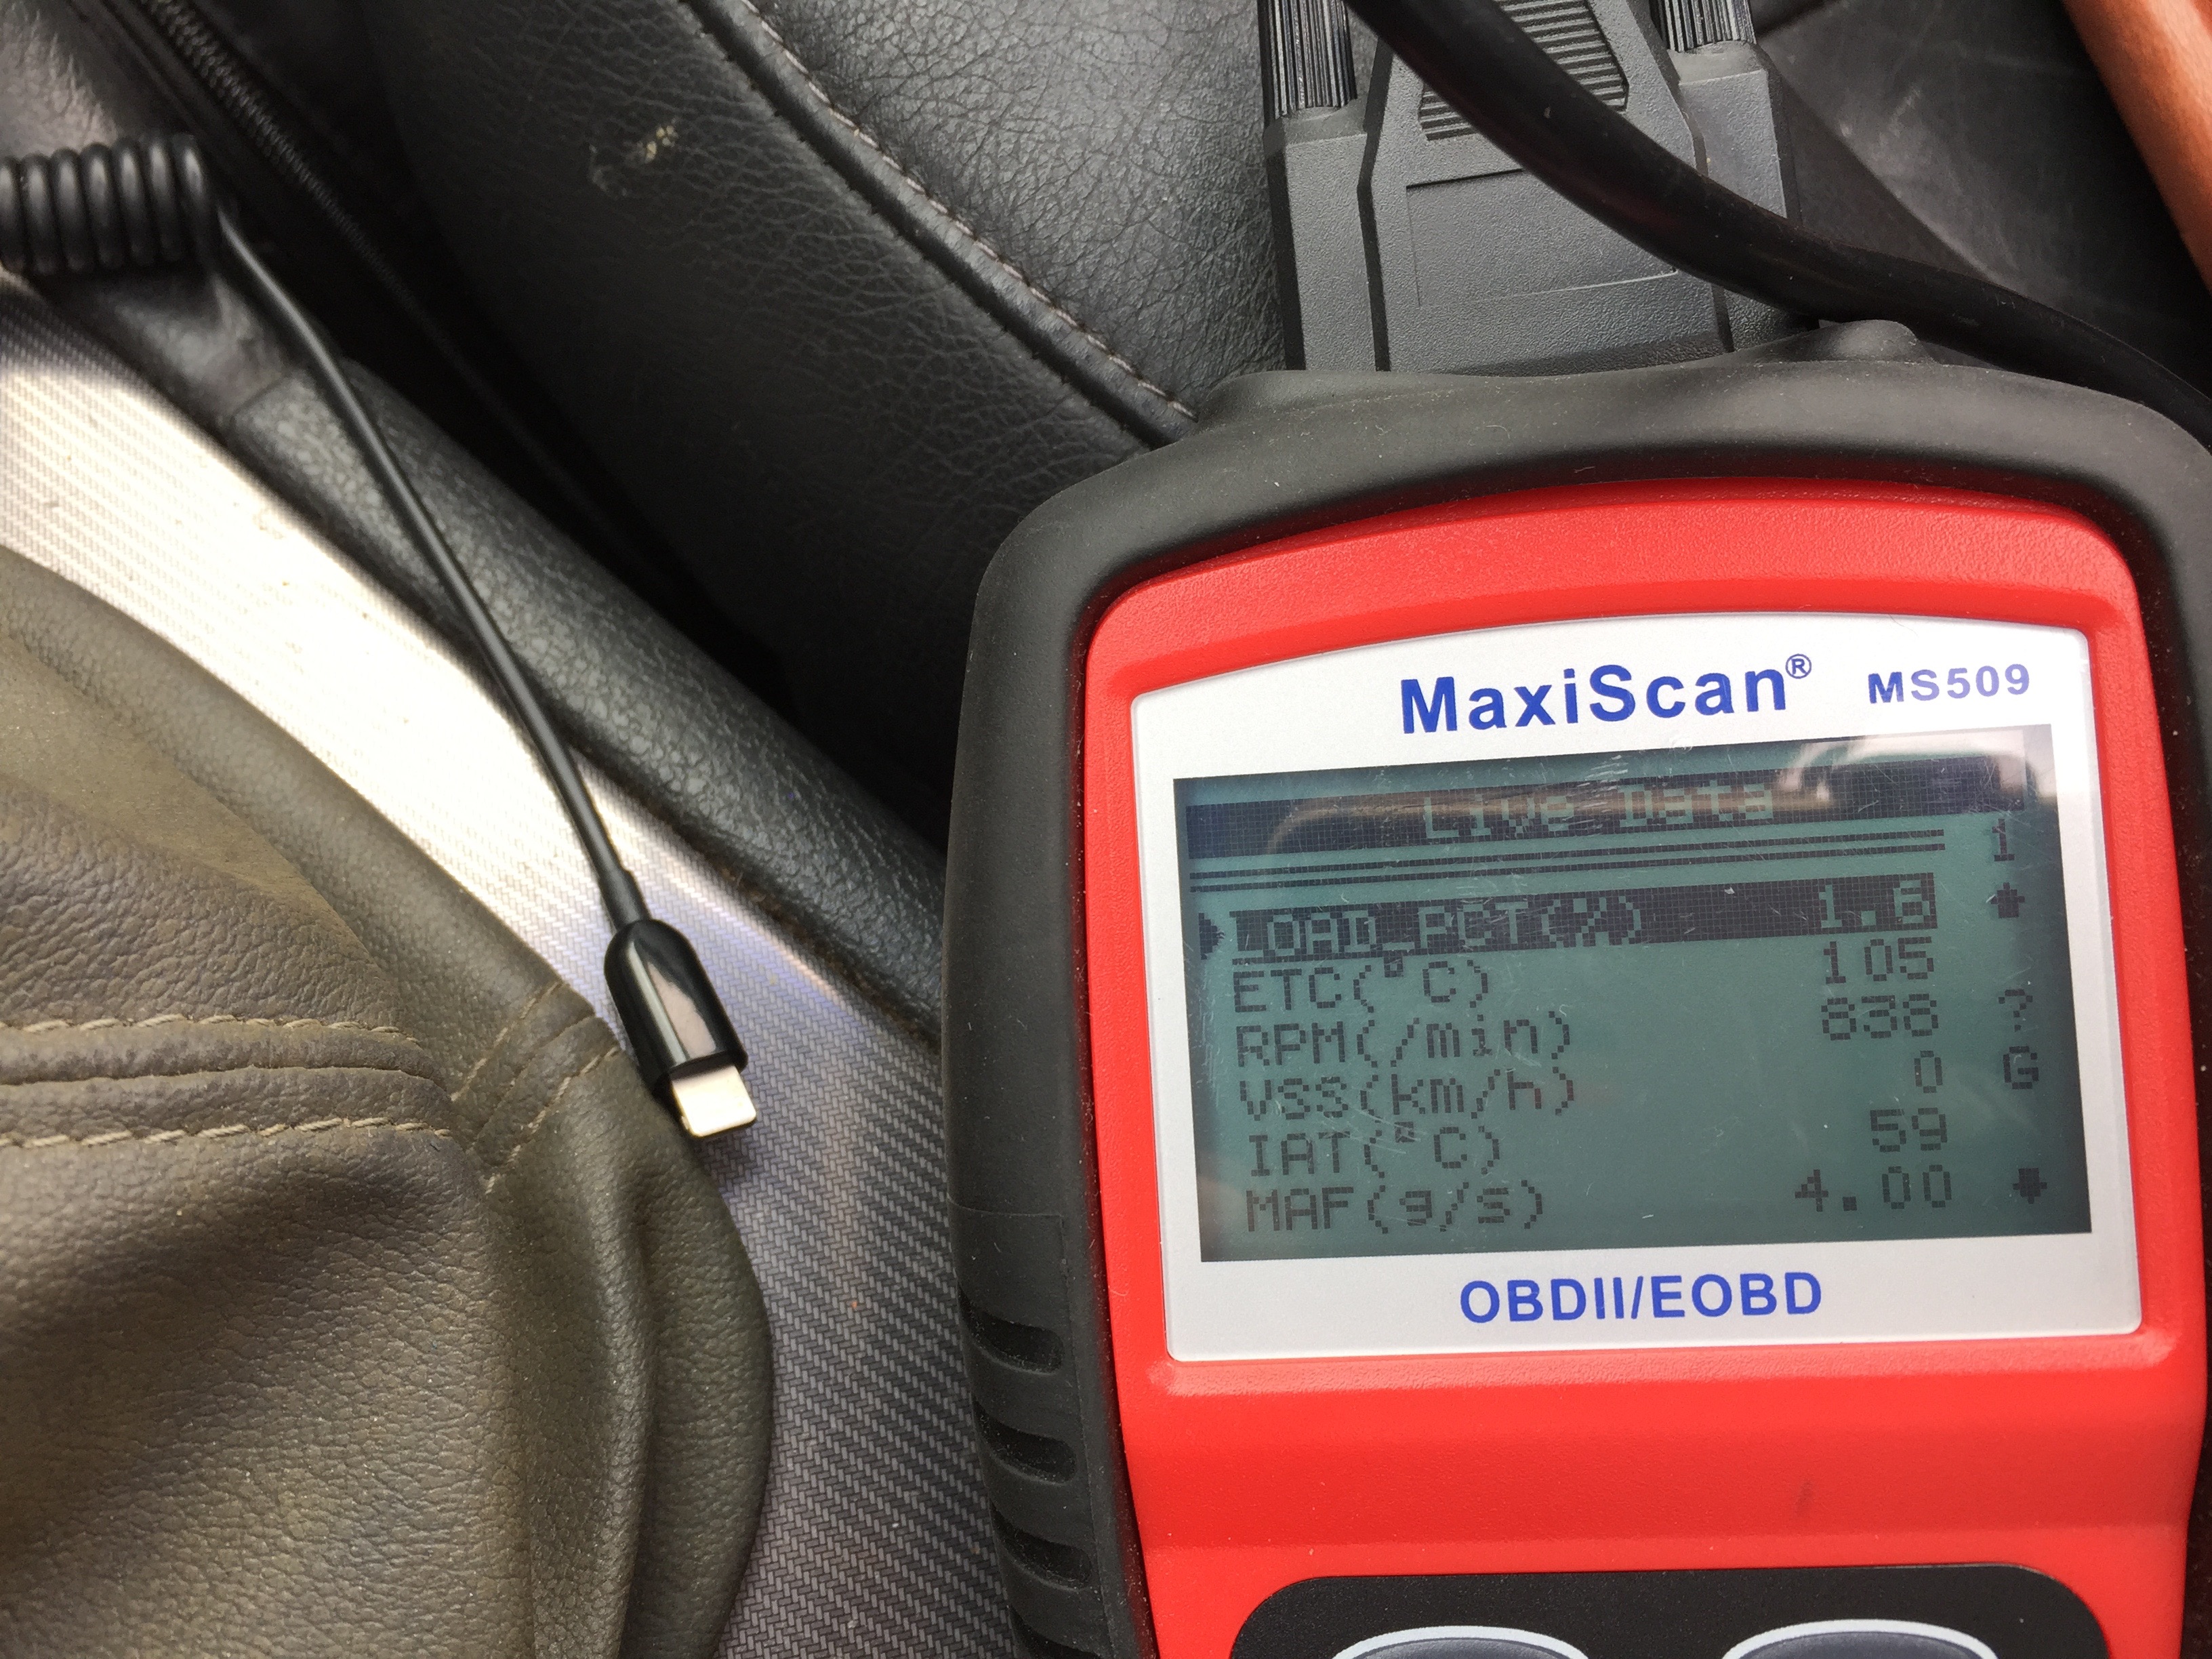 MaxiScan® MS509
Live Data
1
LOAD_PCT(%) 1.6
ETC(°C) 105
RPM(/min) 838
?
VSS(km/h) 0
G
IAT(°C) 59
MAF(g/s) 4.00
OBDII/EOBD